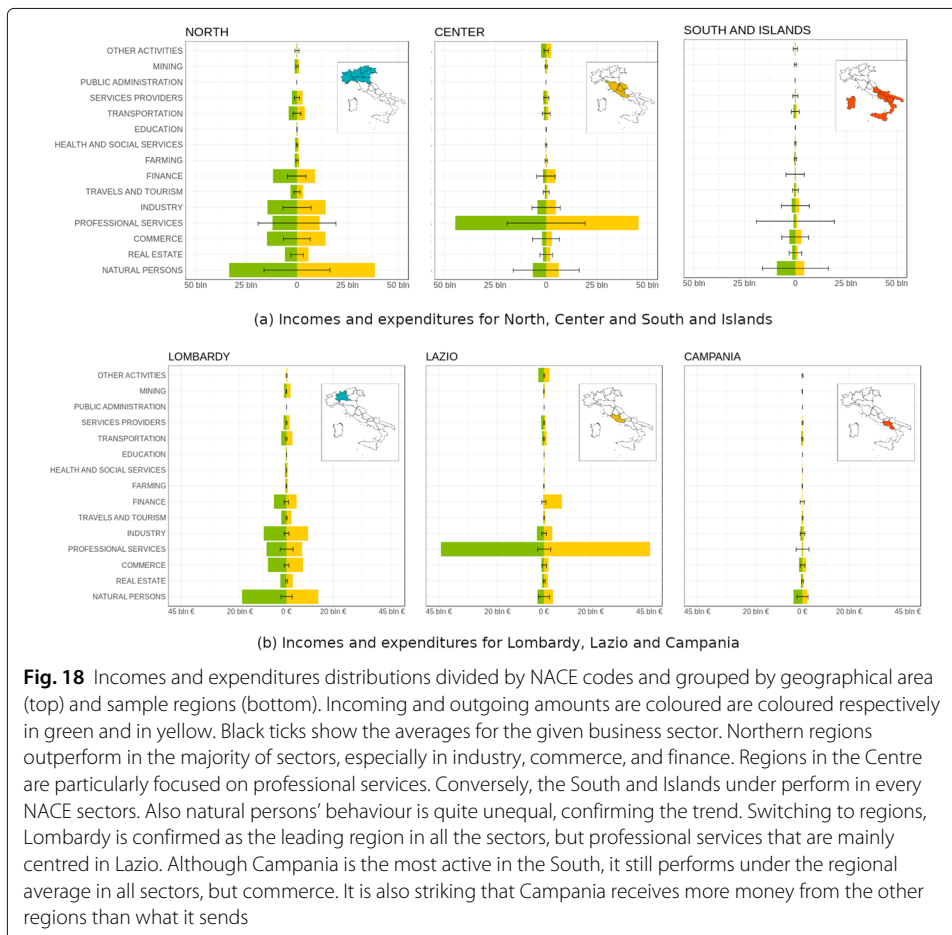 NORTH
CENTER
SOUTH AND ISLANDS
OTHER ACTIVITIES
MINING
PUBLIC ADMINISTRATION
SERVICES PROVIDERS
TRANSPORTATION
EDUCATION
HEALTH AND SOCIAL SERVICES
FARMING
FINANCE
TRAVELS AND TOURISM
INDUSTRY
PROFESSIONAL SERVICES
COMMERCE
REAL ESTATE
NATURAL PERSONS
50 bln 25 bln 0 25 bln 50 bln
50 bln 25 bln 0 25 bln 50 bln
50 bln 25 bln 0 25 bln 50 bln
(a) Incomes and expenditures for North, Center and South and Islands
LOMBARDY
LAZIO
CAMPANIA
OTHER ACTIVITIES
MINING
PUBLIC ADMINISTRATION
SERVICES PROVIDERS
TRANSPORTATION
EDUCATION
HEALTH AND SOCIAL SERVICES
FARMING
FINANCE
TRAVELS AND TOURISM
INDUSTRY
PROFESSIONAL SERVICES
COMMERCE
REAL ESTATE
NATURAL PERSONS
45 bln € 20 bln € 0 € 20 bln € 45 bln €
45 bln € 20 bln € 0 € 20 bln € 45 bln €
45 bln € 20 bln € 0 € 20 bln € 45 bln €
(b) Incomes and expenditures for Lombardy, Lazio and Campania
Fig. 18 Incomes and expenditures distributions divided by NACE codes and grouped by geographical area
(top) and sample regions (bottom). Incoming and outgoing amounts are coloured are coloured respectively
in green and in yellow. Black ticks show the averages for the given business sector. Northern regions
outperform in the majority of sectors, especially in industry, commerce, and finance. Regions in the Centre
are particularly focused on professional services. Conversely, the South and Islands under perform in every
NACE sectors. Also natural persons' behaviour is quite unequal, confirming the trend. Switching to regions,
Lombardy is confirmed as the leading region in all the sectors, but professional services that are mainly
centred in Lazio. Although Campania is the most active in the South, it still performs under the regional
average in all sectors, but commerce. It is also striking that Campania receives more money from the other
regions than what it sends